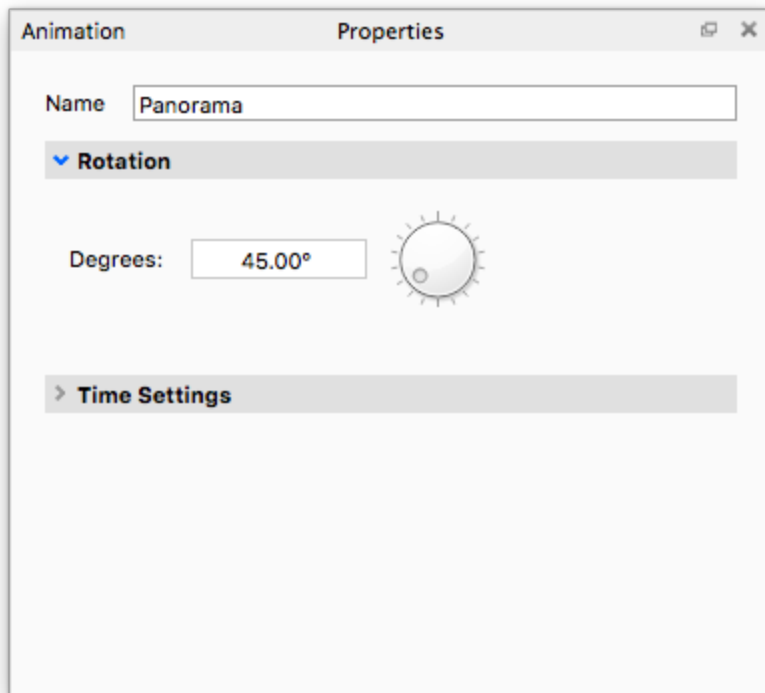 Animation Properties
Name Panorama
Rotation
Degrees: 45.00°
Time Settings